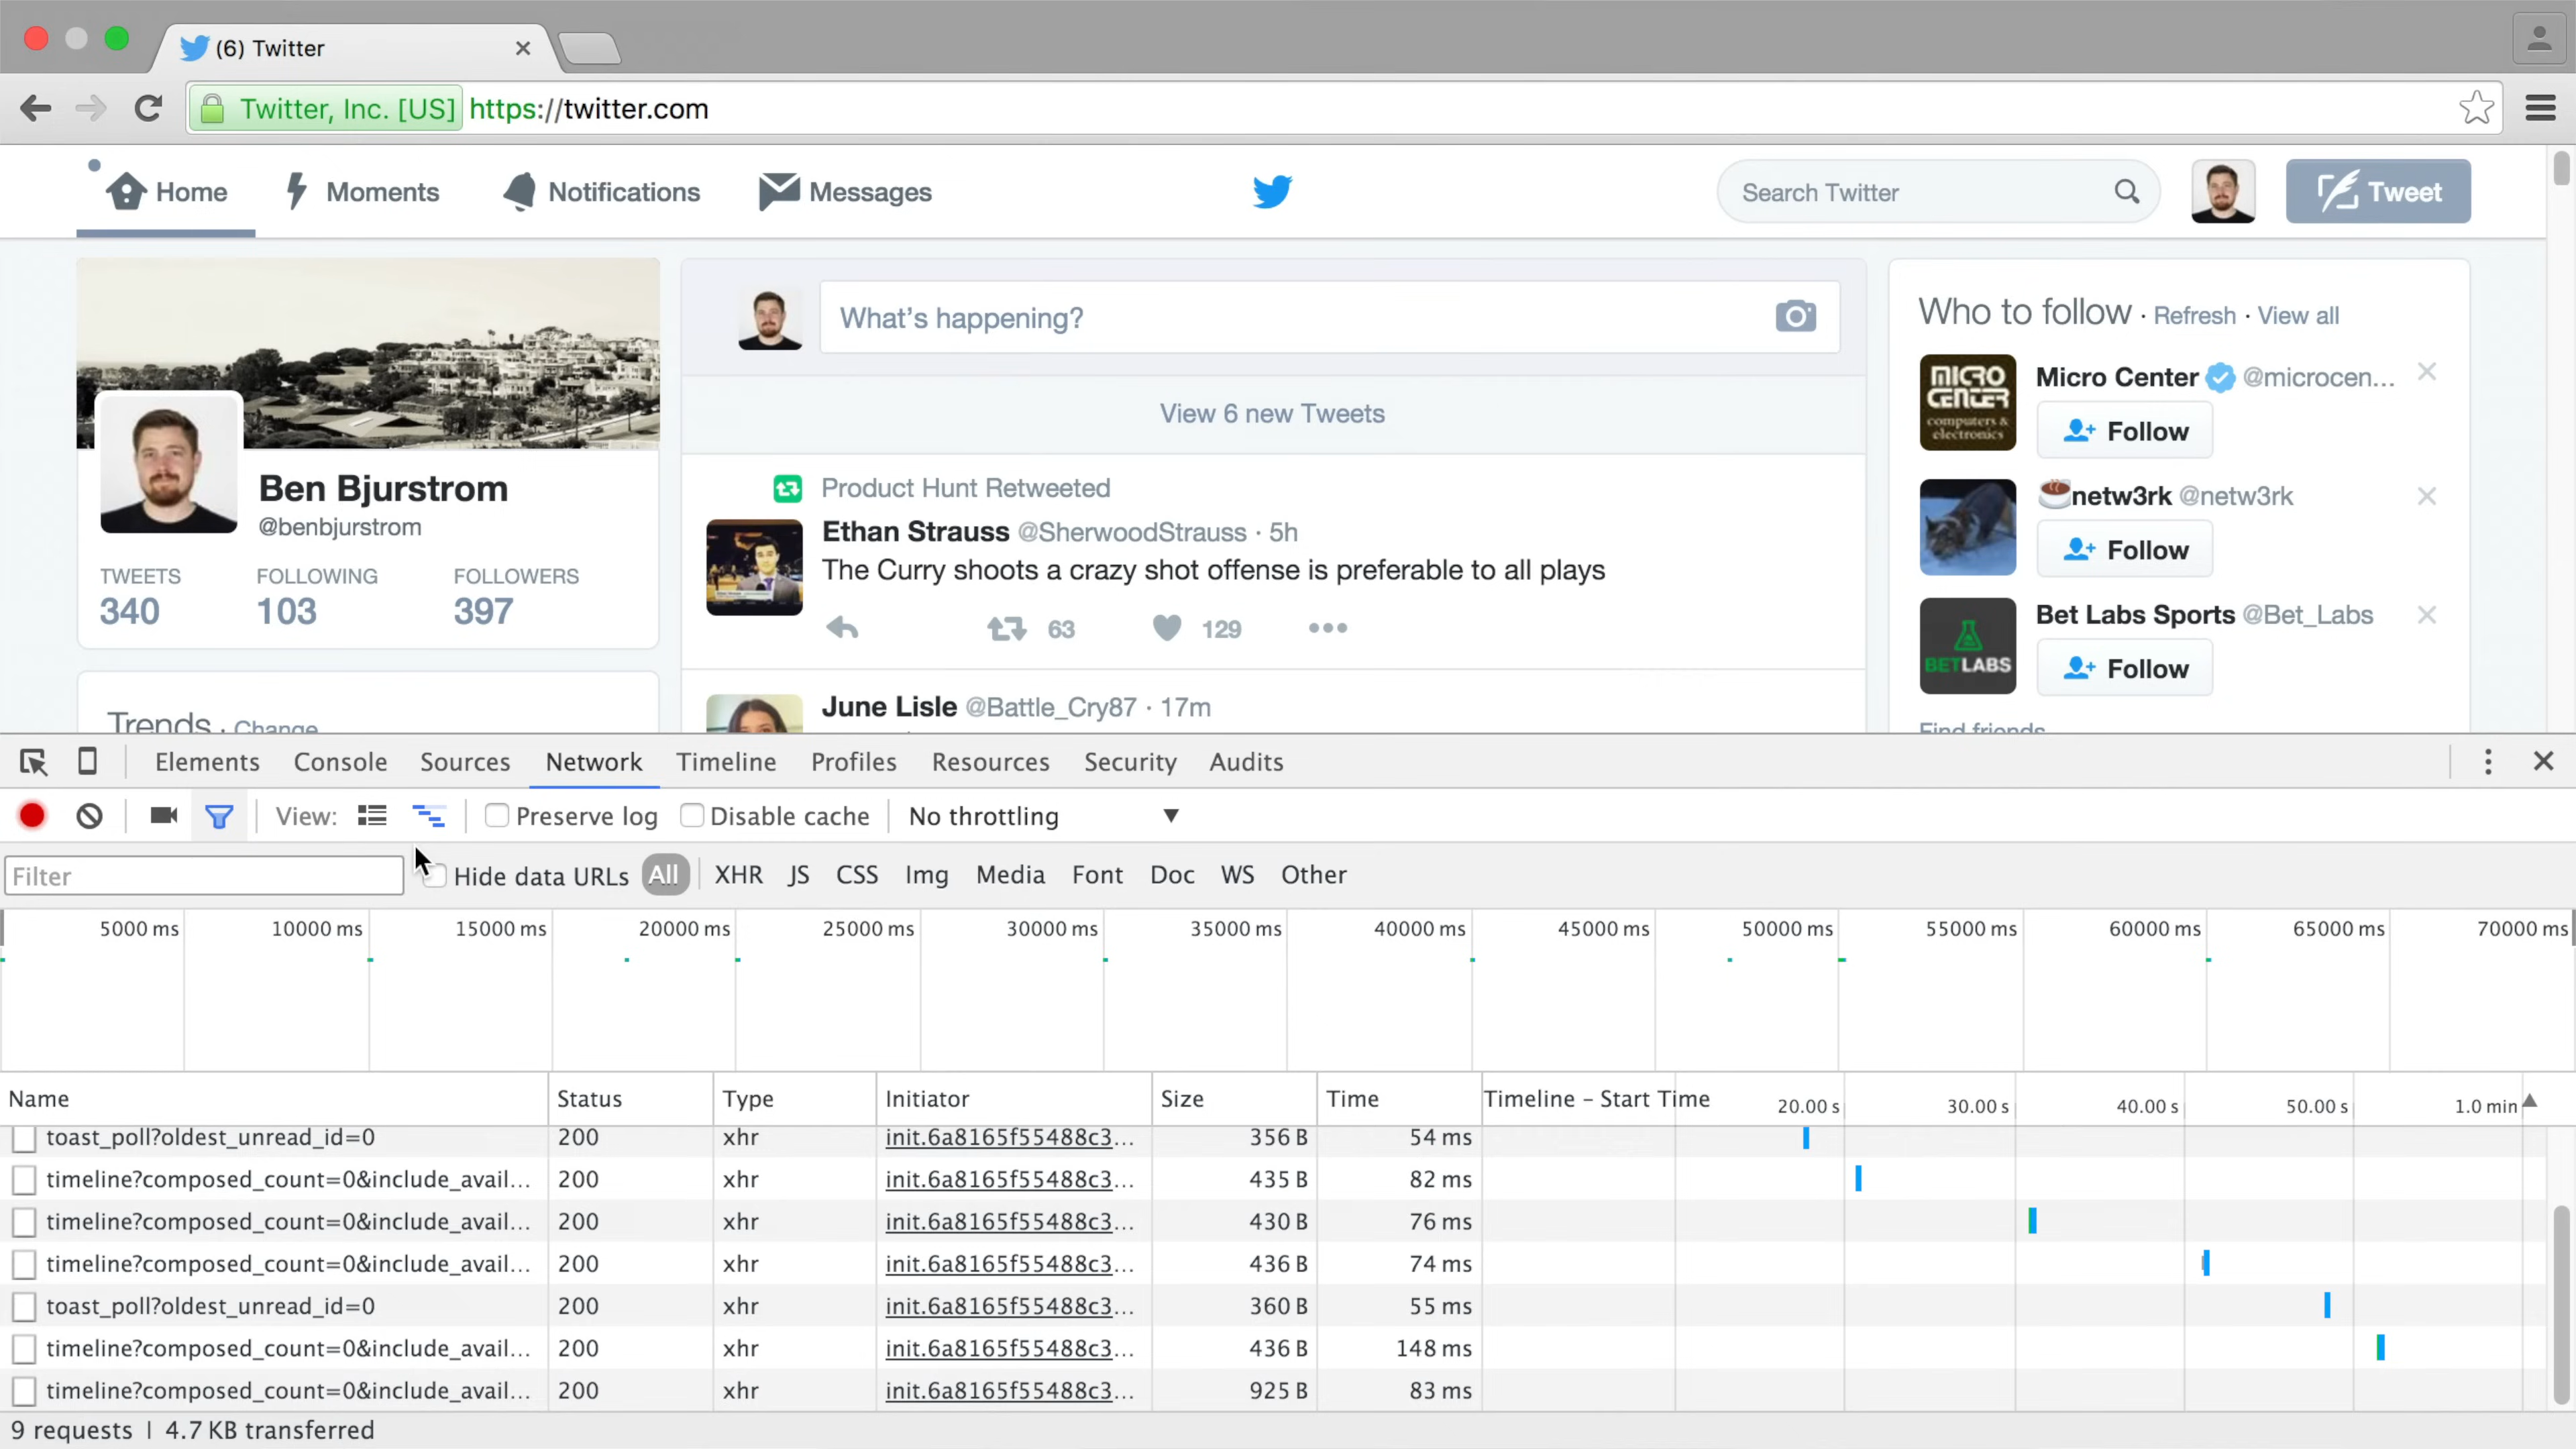 (6) Twitter
Twitter, Inc. [US] https://twitter.com
Home Moments Notifications Messages Search Twitter Tweet
What's happening?
View 6 new Tweets
Ben Bjurstrom
@benbjurstrom
TWEETS FOLLOWING FOLLOWERS
340 103 397
Trends · Change
Product Hunt Retweeted
Ethan Strauss @SherwoodStrauss · 5h
The Curry shoots a crazy shot offense is preferable to all plays
63 129
June Lisle @Battle_Cry87 · 17m
Who to follow · Refresh · View all
MICRO CENTER
computers & electronics
Micro Center @microcen...
Follow
netw3rk @netw3rk
Follow
BETLABS
Bet Labs Sports @Bet_Labs
Follow
Find friends
Elements Console Sources Network Timeline Profiles Resources Security Audits
View: Preserve log Disable cache No throttling
Filter Hide data URLs All XHR JS CSS Img Media Font Doc WS Other
5000 ms 10000 ms 15000 ms 20000 ms 25000 ms 30000 ms 35000 ms 40000 ms 45000 ms 50000 ms 55000 ms 60000 ms 65000 ms 70000 ms
Name Status Type Initiator Size Time Timeline – Start Time 20.00 s 30.00 s 40.00 s 50.00 s 1.0 min
toast_poll?oldest_unread_id=0 200 xhr init.6a8165f55488c3... 356 B 54 ms
timeline?composed_count=0&include_avail... 200 xhr init.6a8165f55488c3... 435 B 82 ms
timeline?composed_count=0&include_avail... 200 xhr init.6a8165f55488c3... 430 B 76 ms
timeline?composed_count=0&include_avail... 200 xhr init.6a8165f55488c3... 436 B 74 ms
toast_poll?oldest_unread_id=0 200 xhr init.6a8165f55488c3... 360 B 55 ms
timeline?composed_count=0&include_avail... 200 xhr init.6a8165f55488c3... 436 B 148 ms
timeline?composed_count=0&include_avail... 200 xhr init.6a8165f55488c3... 925 B 83 ms
9 requests | 4.7 KB transferred